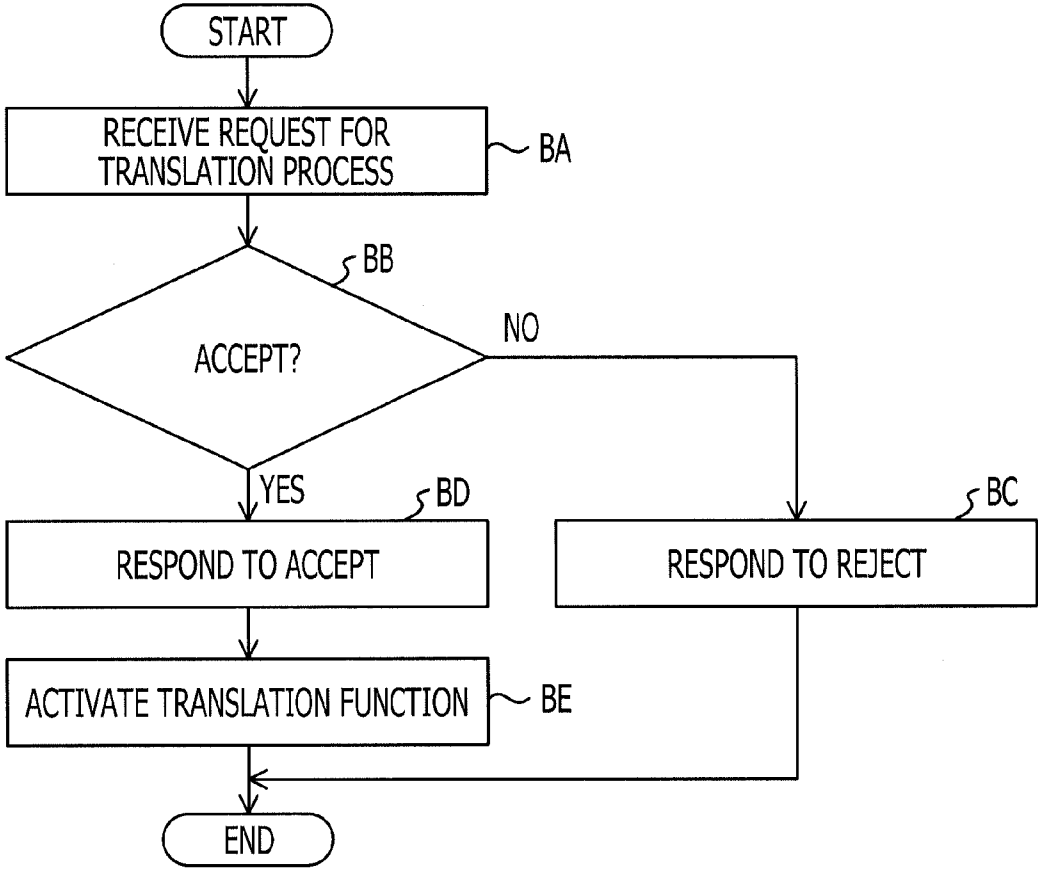 START
RECEIVE REQUEST FOR
TRANSLATION PROCESS
BA
BB
ACCEPT?
NO
YES
BD
RESPOND TO ACCEPT
BC
RESPOND TO REJECT
ACTIVATE TRANSLATION FUNCTION
BE
END